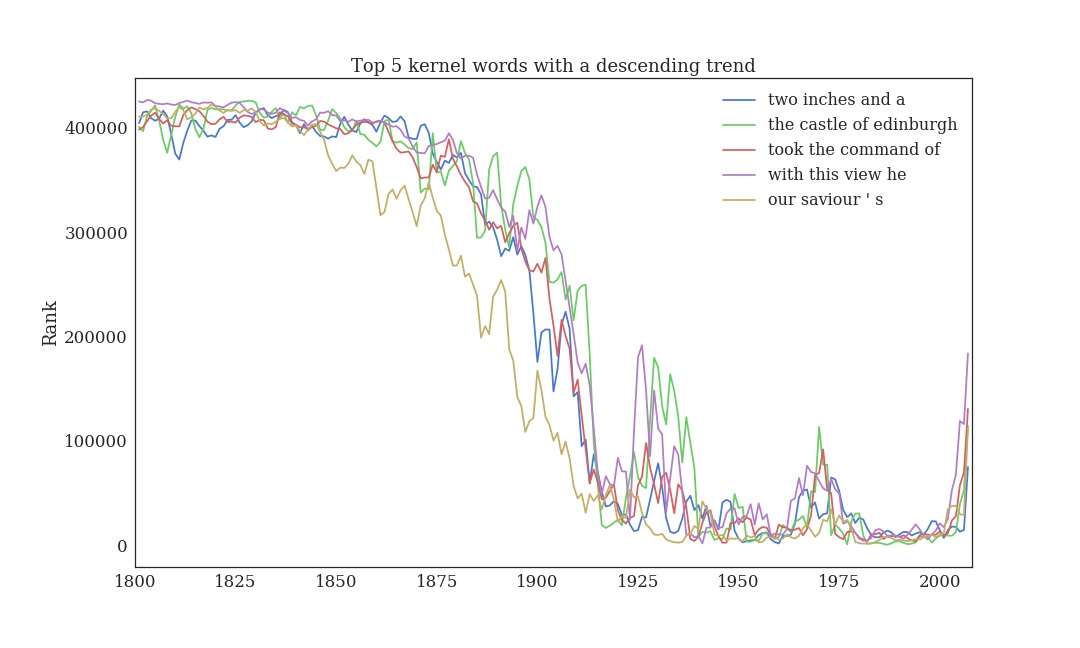 Top 5 kernel words with a descending trend
two inches and a
the castle of edinburgh
took the command of
with this view he
our saviour ' s
Rank
400000
300000
200000
100000
0
1800
1825
1850
1875
1900
1925
1950
1975
2000